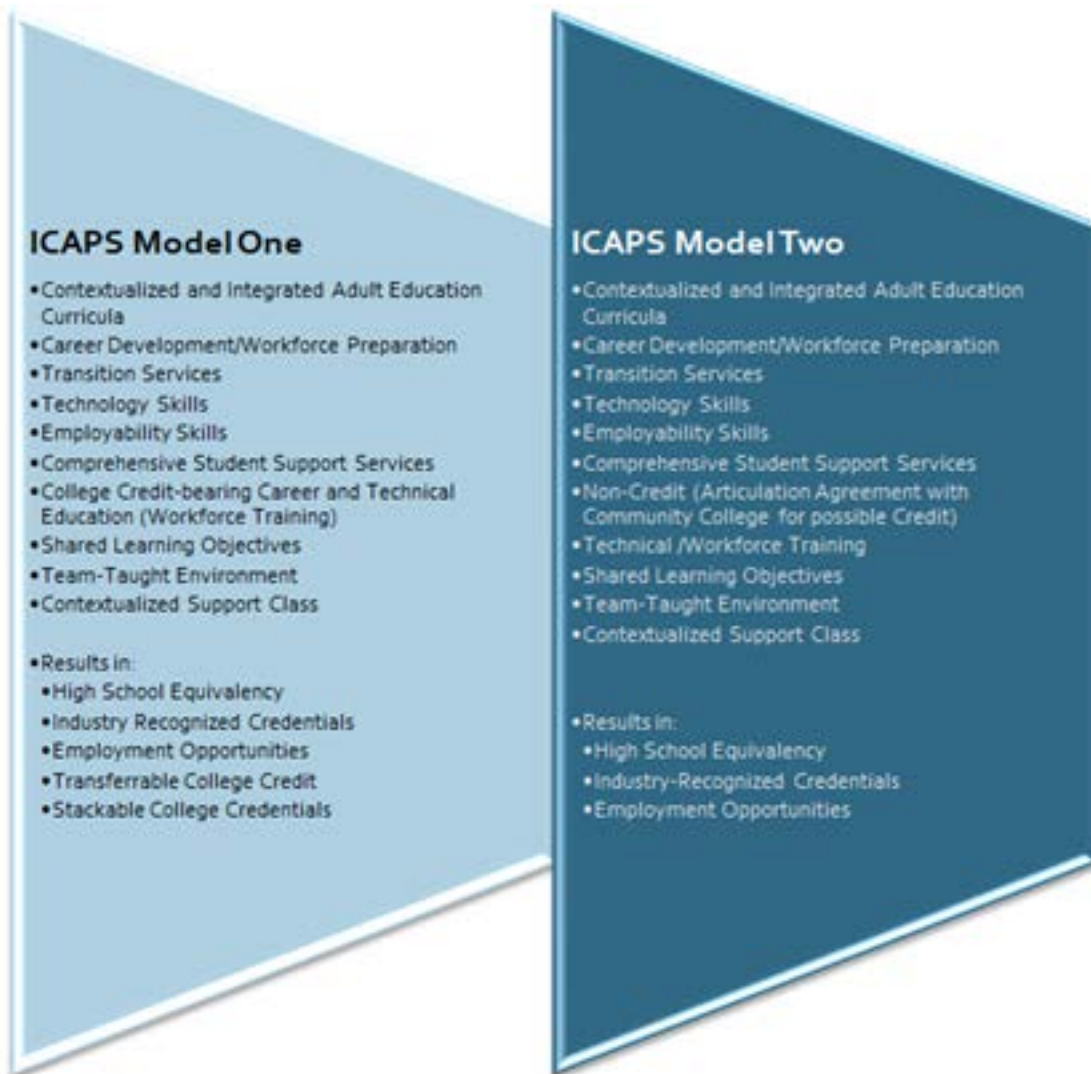 ICAPS Model One
•Contextualized and Integrated Adult Education
Curricula
•Career Development/Workforce Preparation
•Transition Services
•Technology Skills
•Employability Skills
•Comprehensive Student Support Services
•College Credit-bearing Career and Technical
Education (Workforce Training)
•Shared Learning Objectives
•Team-Taught Environment
•Contextualized Support Class
•Results in:
•High School Equivalency
•Industry Recognized Credentials
•Employment Opportunities
•Transferrable College Credit
•Stackable College Credentials
ICAPS Model Two
•Contextualized and Integrated Adult Education
Curricula
•Career Development/Workforce Preparation
•Transition Services
•Technology Skills
•Employability Skills
•Comprehensive Student Support Services
•Non-Credit (Articulation Agreement with
Community College for possible Credit)
•Technical /Workforce Training
•Shared Learning Objectives
•Team-Taught Environment
•Contextualized Support Class
•Results in:
•High School Equivalency
•Industry-Recognized Credentials
•Employment Opportunities